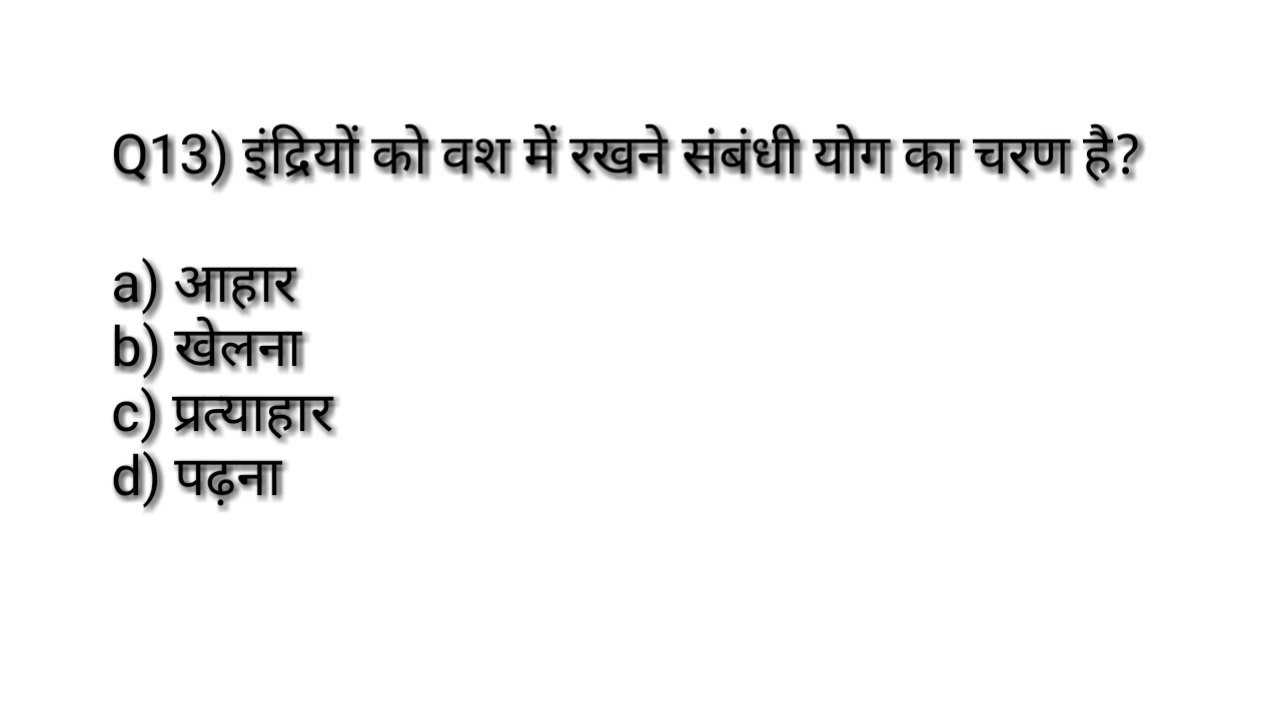 Q13) इंद्रियों को वश में रखने संबंधी योग का चरण है?
a) आहार
b) खेलना
c) प्रत्याहार
d) पढ़ना